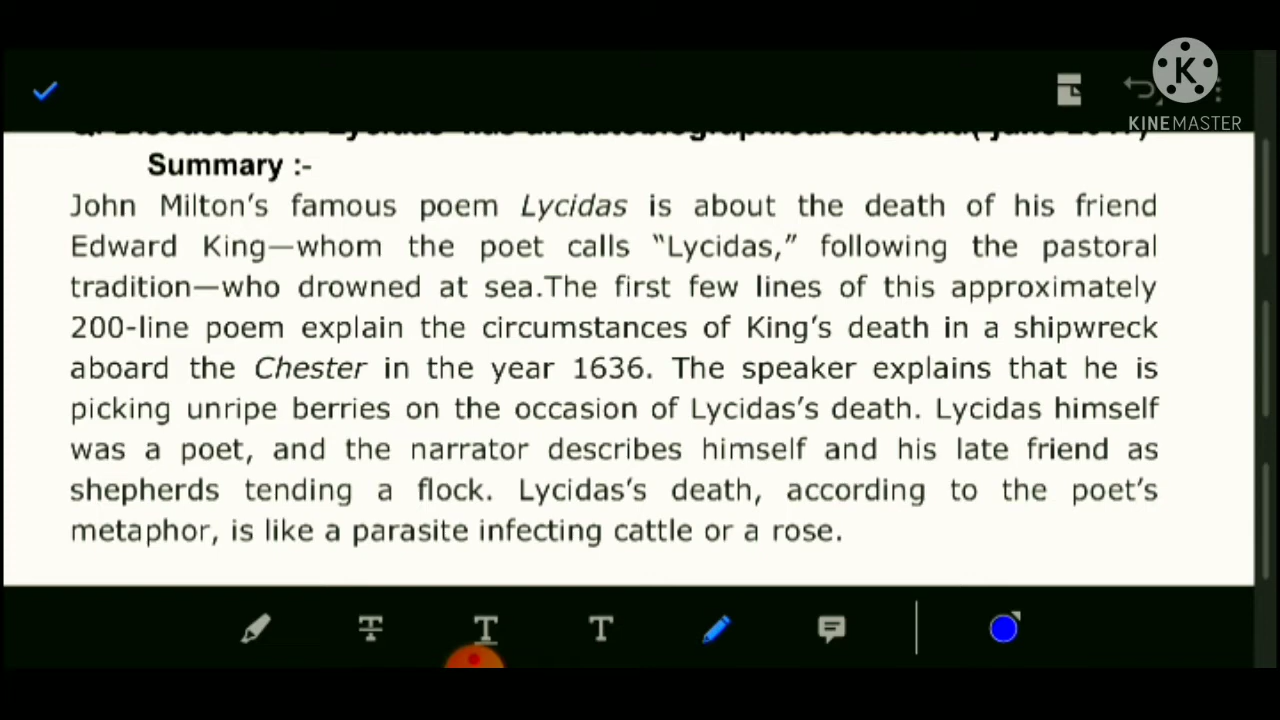 KINEMASTER
Summary :-
John Milton's famous poem Lycidas is about the death of his friend
Edward King—whom the poet calls “Lycidas,” following the pastoral
tradition—who drowned at sea.The first few lines of this approximately
200-line poem explain the circumstances of King's death in a shipwreck
aboard the Chester in the year 1636. The speaker explains that he is
picking unripe berries on the occasion of Lycidas's death. Lycidas himself
was a poet, and the narrator describes himself and his late friend as
shepherds tending a flock. Lycidas's death, according to the poet's
metaphor, is like a parasite infecting cattle or a rose.